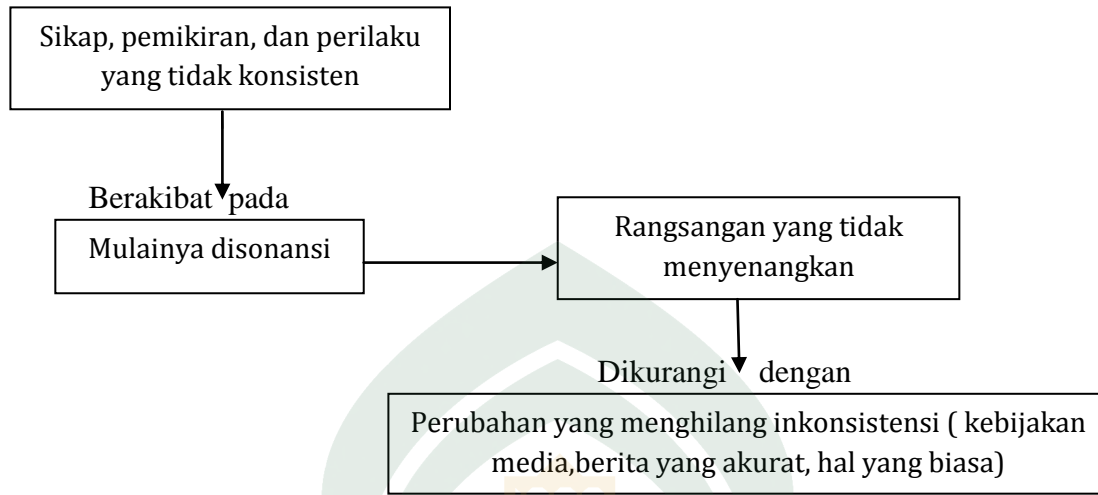 Sikap, pemikiran, dan perilaku
yang tidak konsisten
Berakibat pada
Mulainya disonansi
Rangsangan yang tidak
menyenangkan
Dikurangi dengan
Perubahan yang menghilang inkonsistensi ( kebijakan
media,berita yang akurat, hal yang biasa)